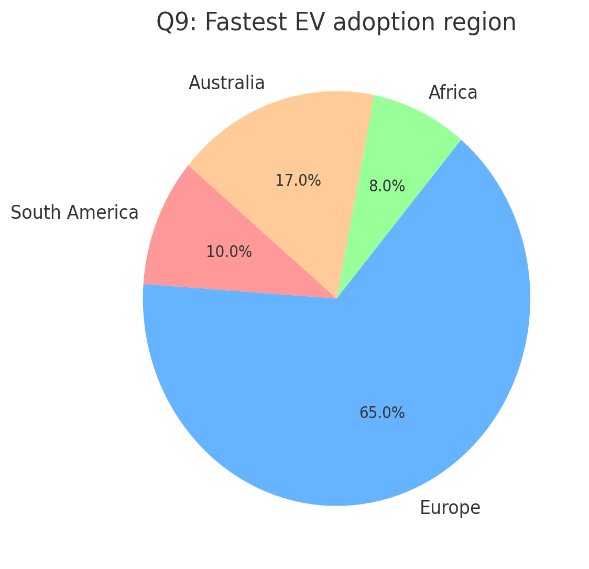 Q9: Fastest EV adoption region
Australia
Africa
17.0%
8.0%
South America
10.0%
65.0%
Europe